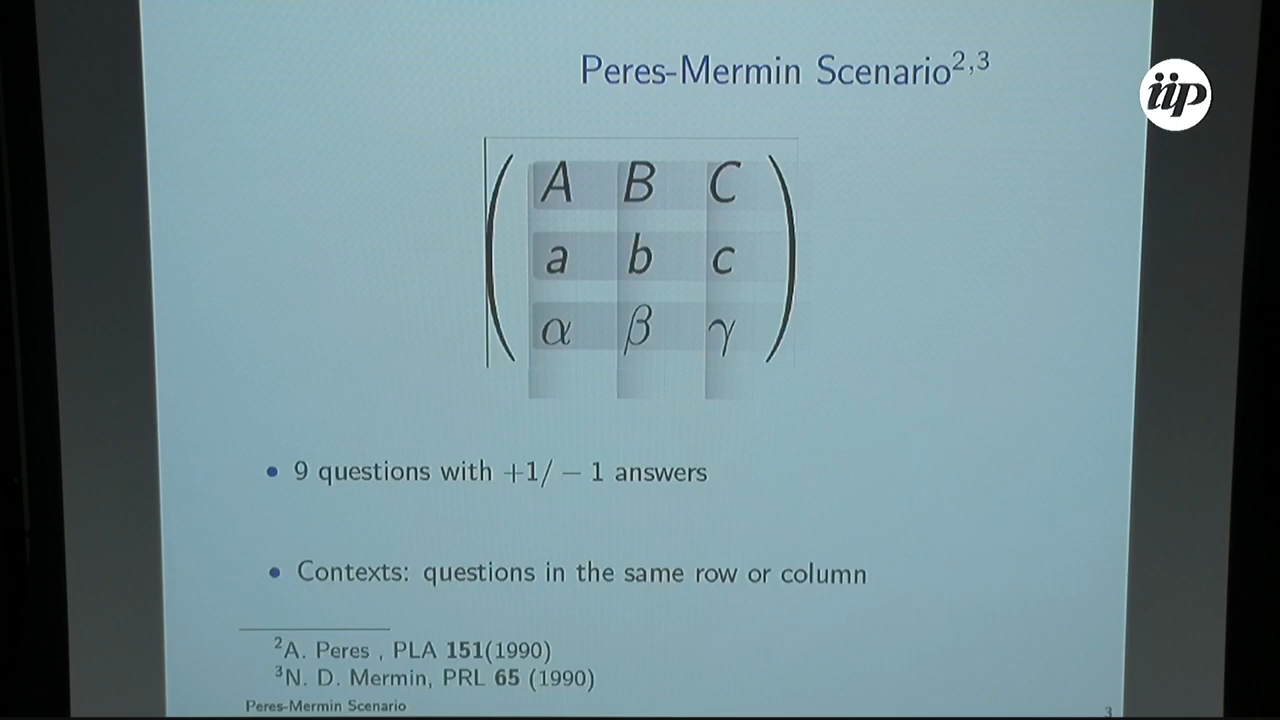 Peres-Mermin Scenario2,3
iip
A B C
a b c
α β γ
• 9 questions with +1/ − 1 answers
• Contexts: questions in the same row or column
2A. Peres , PLA 151(1990)
3N. D. Mermin, PRL 65 (1990)
Peres-Mermin Scenario
3